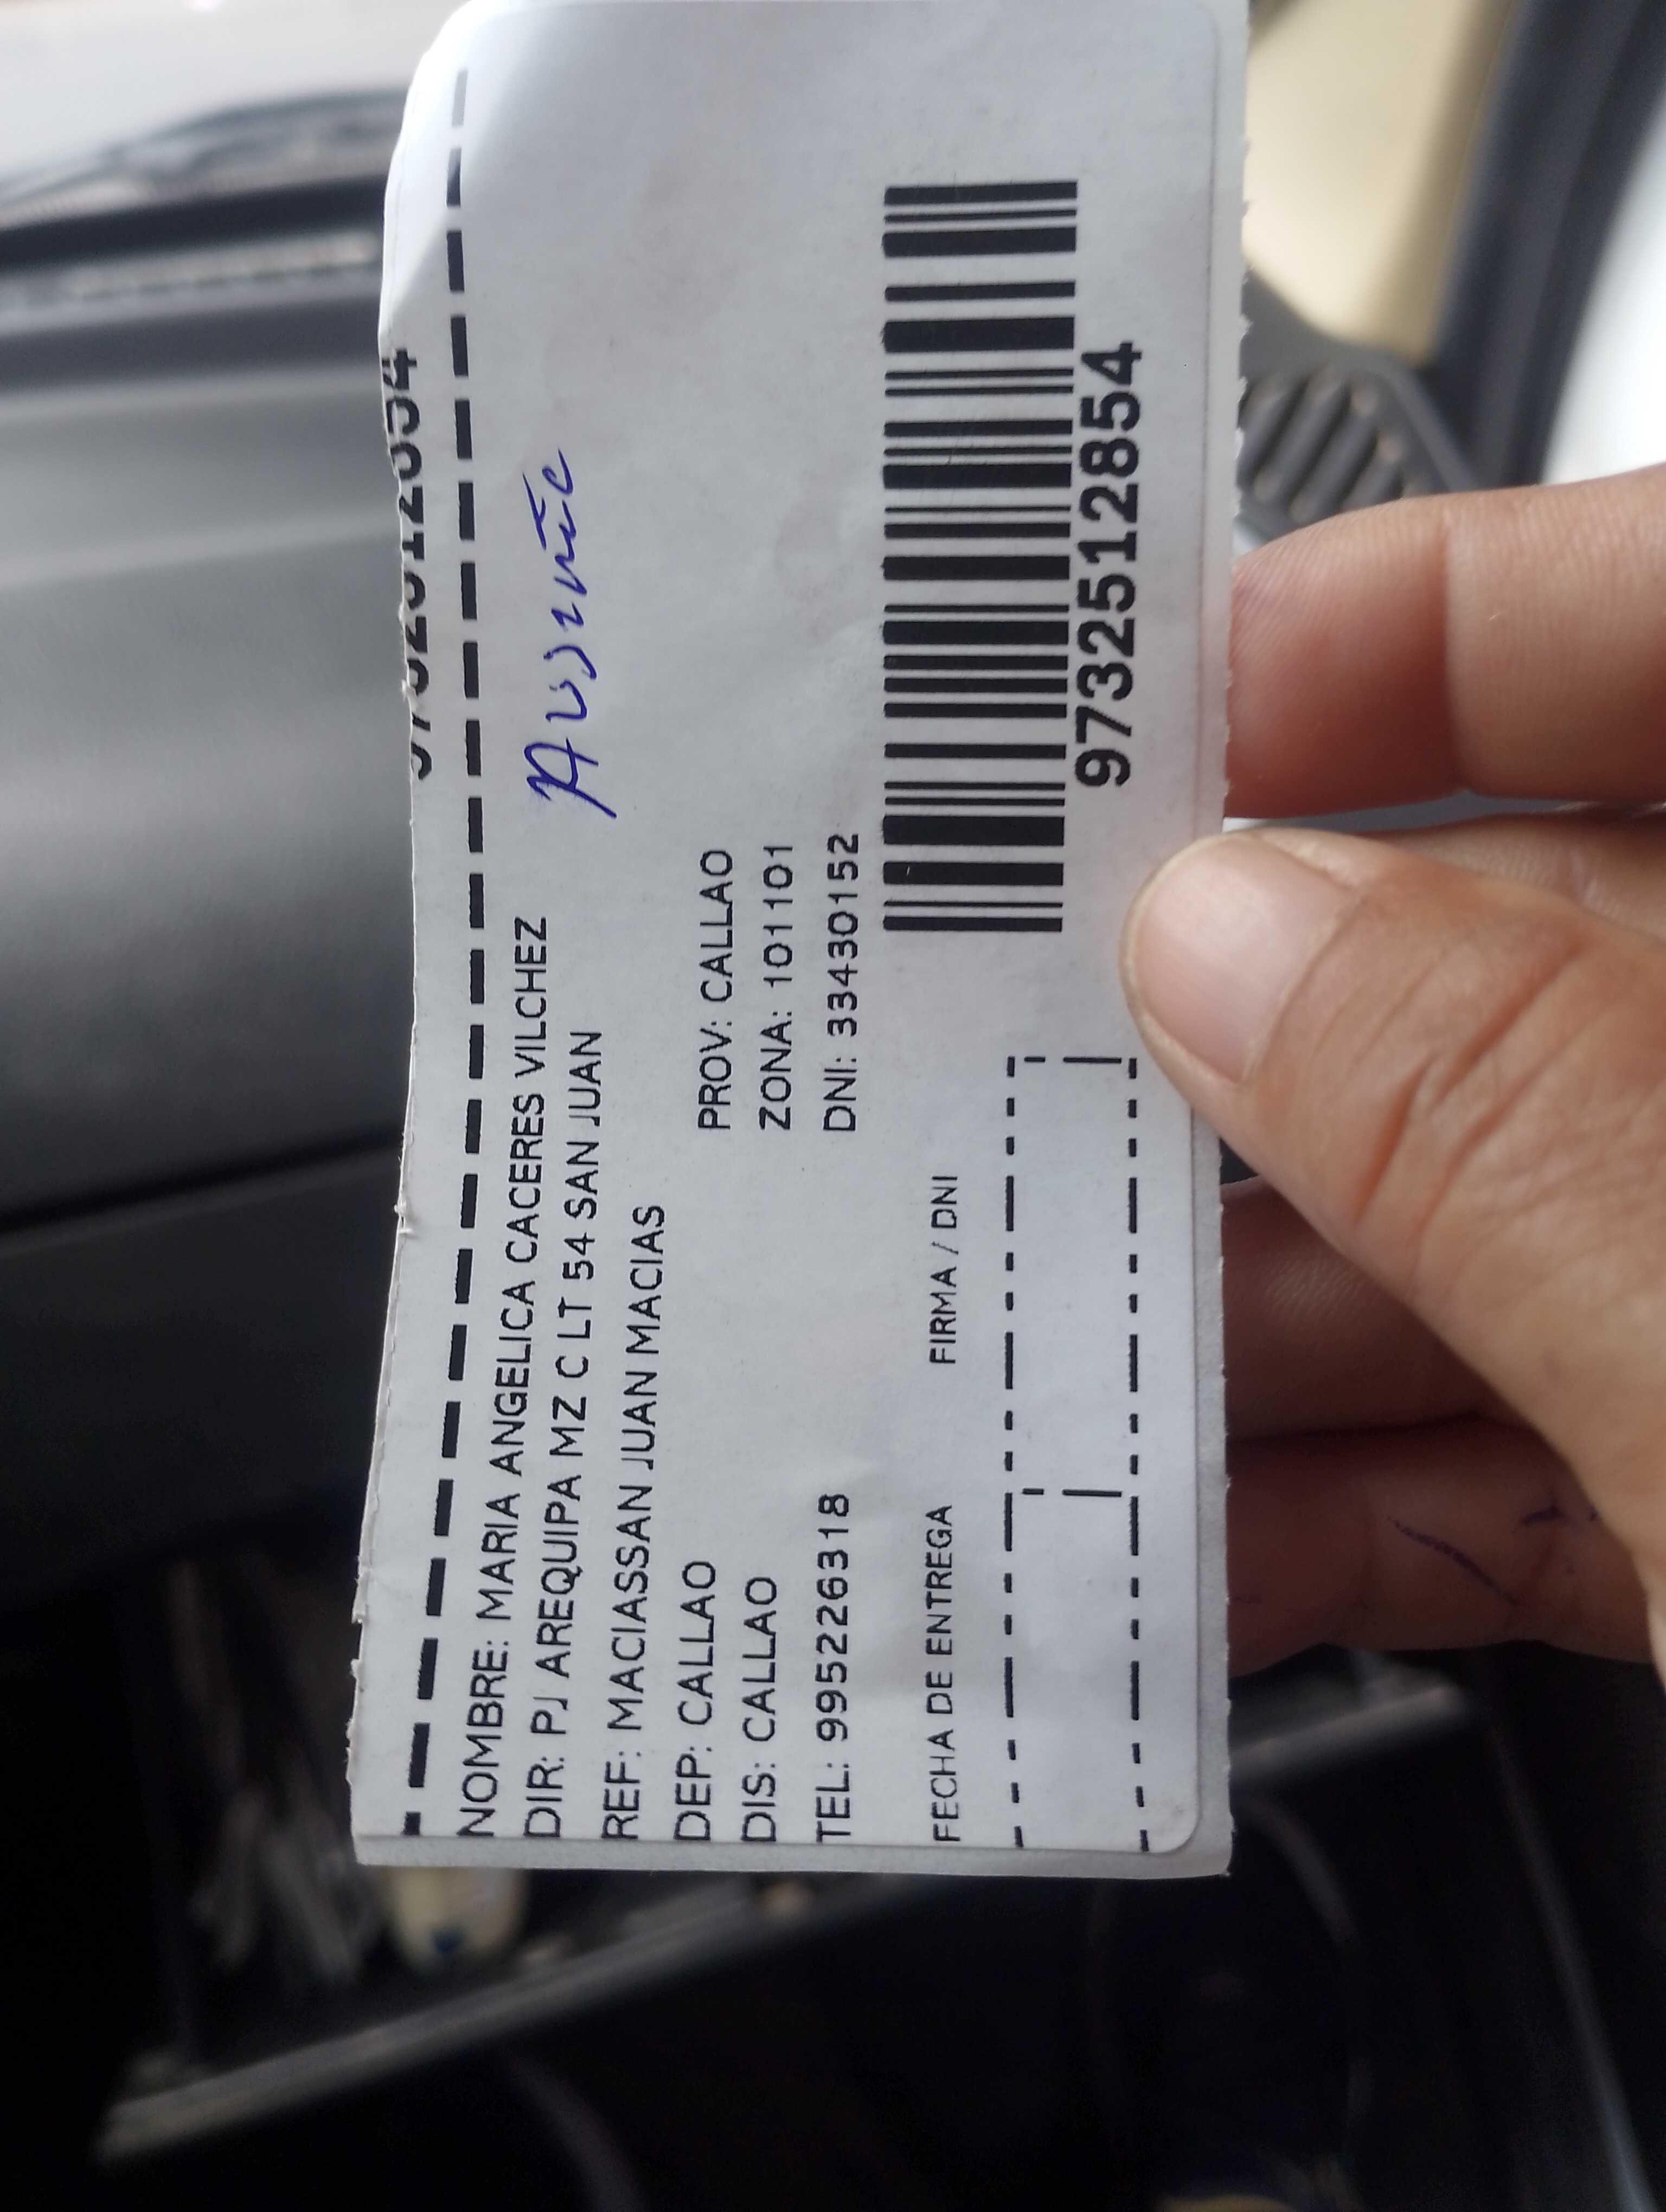 NOMBRE: MARIA ANGELICA CACERES VILCHEZ
DIR: PJ AREQUIPA MZ C LT 54 SAN JUAN
REF: MACIASSAN JUAN MACIAS
DEP: CALLAO PROV: CALLAO
DIS: CALLAO ZONA: 101101
TEL: 995226318 DNI: 33430152
FECHA DE ENTREGA FIRMA / DNI
9732512854